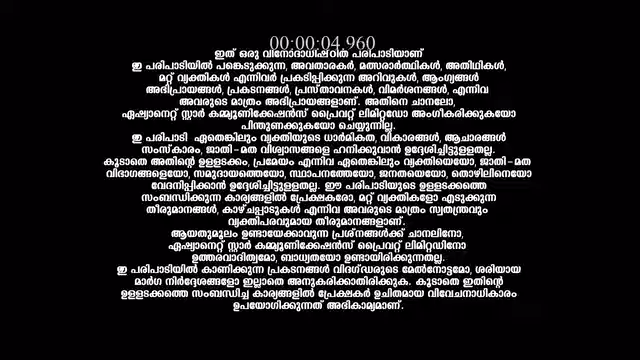 00:00:04.960
ഇത് ഒരു വിനോദാധിഷ്ഠിത പരിപാടിയാണ്
ഈ പരിപാടിയിൽ പങ്കെടുക്കുന്ന, അവതാരകർ, മത്സരാർത്ഥികൾ, അതിഥികൾ,
മറ്റ് വ്യക്തികൾ എന്നിവർ പ്രകടിപ്പിക്കുന്ന അറിവുകൾ, ആംഗ്യങ്ങൾ
അഭിപ്രായങ്ങൾ, പ്രകടനങ്ങൾ, പ്രസ്താവനകൾ, വിമർശനങ്ങൾ, എന്നിവ
അവരുടെ മാത്രം അഭിപ്രായങ്ങളാണ്. അതിനെ ചാനലോ,
ഏഷ്യാനെറ്റ് സ്റ്റാർ കമ്മ്യൂണിക്കേഷൻസ് പ്രൈവറ്റ് ലിമിറ്റഡോ അംഗീകരിക്കുകയോ
പിന്തുണക്കുകയോ ചെയ്യുന്നില്ല.
ഈ പരിപാടി ഏതെങ്കിലും വ്യക്തിയുടെ ധാർമികത, വികാരങ്ങൾ, ആചാരങ്ങൾ
സംസ്കാരം, ജാതി-മത വിശ്വാസങ്ങളെ ഹനിക്കുവാൻ ഉദ്ദേശിച്ചിട്ടുള്ളതല്ല.
കൂടാതെ അതിന്റെ ഉള്ളടക്കം, പ്രമേയം എന്നിവ ഏതെങ്കിലും വ്യക്തിയെയോ, ജാതി-മത
വിഭാഗങ്ങളെയോ, സമുദായത്തെയോ, സ്ഥാപനത്തേയോ, ജനതയെയോ, തൊഴിലിനെയോ
വേദനിപ്പിക്കാൻ ഉദ്ദേശിച്ചിട്ടുള്ളതല്ല. ഈ പരിപാടിയുടെ ഉള്ളടക്കത്തെ
സംബന്ധിക്കുന്ന കാര്യങ്ങളിൽ പ്രേക്ഷകരോ, മറ്റ് വ്യക്തികളോ എടുക്കുന്ന
തീരുമാനങ്ങൾ, കാഴ്ചപ്പാടുകൾ എന്നിവ അവരുടെ മാത്രം സ്വതന്ത്രവും
വ്യക്തിപരവുമായ തീരുമാനങ്ങളാണ്.
ആയതുമൂലം ഉണ്ടായേക്കാവുന്ന പ്രശ്നങ്ങൾക്ക് ചാനലിനോ,
ഏഷ്യാനെറ്റ് സ്റ്റാർ കമ്മ്യൂണിക്കേഷൻസ് പ്രൈവറ്റ് ലിമിറ്റഡിനോ
ഉത്തരവാദിത്വമോ, ബാധ്യതയോ ഉണ്ടായിരിക്കുന്നതല്ല.
ഈ പരിപാടിയിൽ കാണിക്കുന്ന പ്രകടനങ്ങൾ വിദഗ്ദ്ധരുടെ മേൽനോട്ടമോ, ശരിയായ
മാർഗ നിർദ്ദേശങ്ങളോ ഇല്ലാതെ അനുകരിക്കാതിരിക്കുക. കൂടാതെ ഇതിന്റെ
ഉള്ളടക്കത്തെ സംബന്ധിച്ച കാര്യങ്ങളിൽ പ്രേക്ഷകർ ഉചിതമായ വിവേചനാധികാരം
ഉപയോഗിക്കുന്നത് അഭികാമ്യമാണ്.